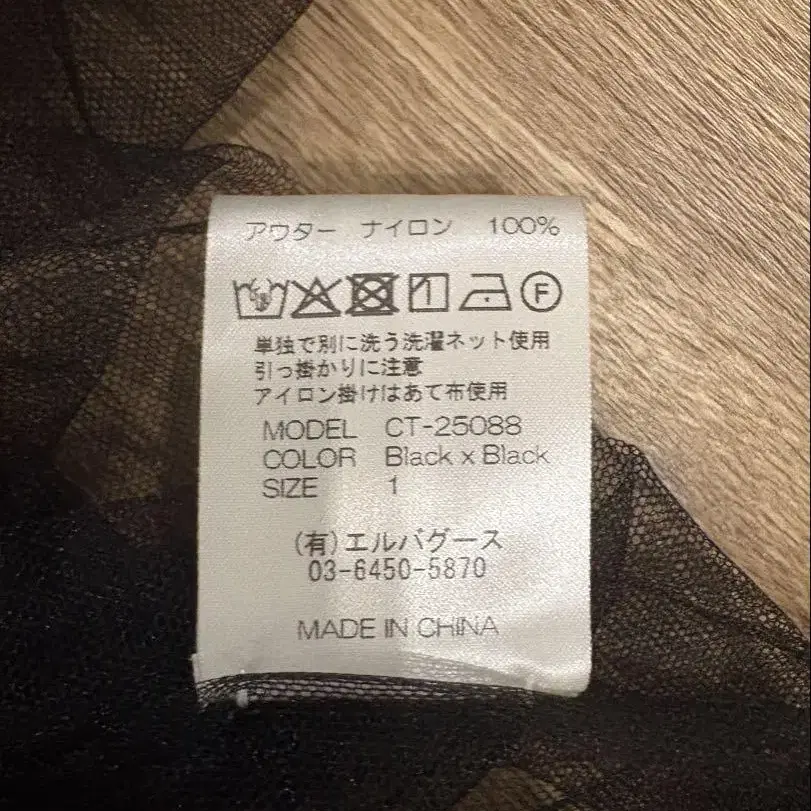 アウター ナイロン 100%
F
単独で別に洗う洗濯ネット使用
引っ掛かりに注意
アイロン掛けはあて布使用
MODEL CT-25088
COLOR Black x Black
SIZE 1
(有)エルバグース
03-6450-5870
MADE IN CHINA